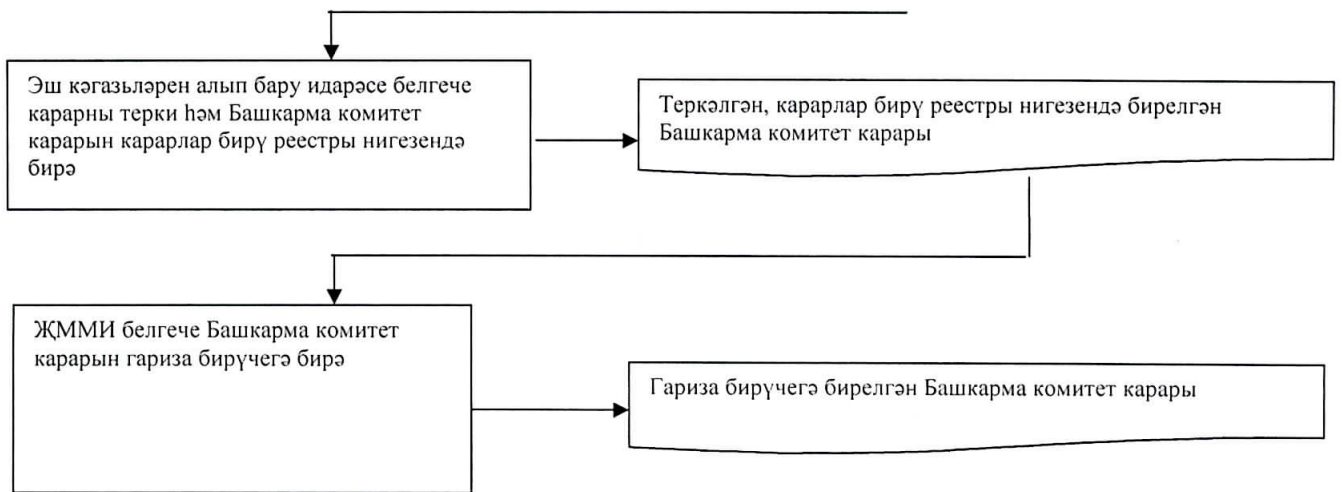 Эш кәгазьләрен алып бару идарәсе белгече
карарны терки һәм Башкарма комитет
карарын карарлар бирү реестры нигезендә
бирә
Теркәлгән, карарлар бирү реестры нигезендә бирелгән
Башкарма комитет карары
ҖММИ белгече Башкарма комитет
карарын гариза бирүчегә бирә
Гариза бирүчегә бирелгән Башкарма комитет карары